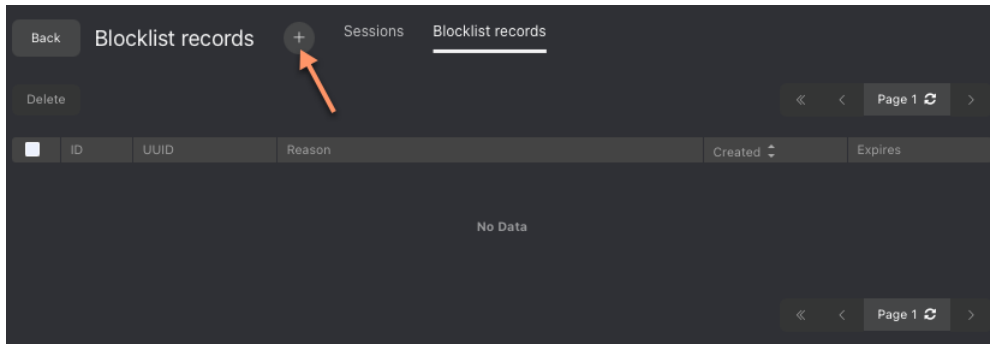 Back
Blocklist records
+
Sessions
Blocklist records
Delete
« < Page 1 >
ID UUID Reason Created Expires
No Data
« < Page 1 >